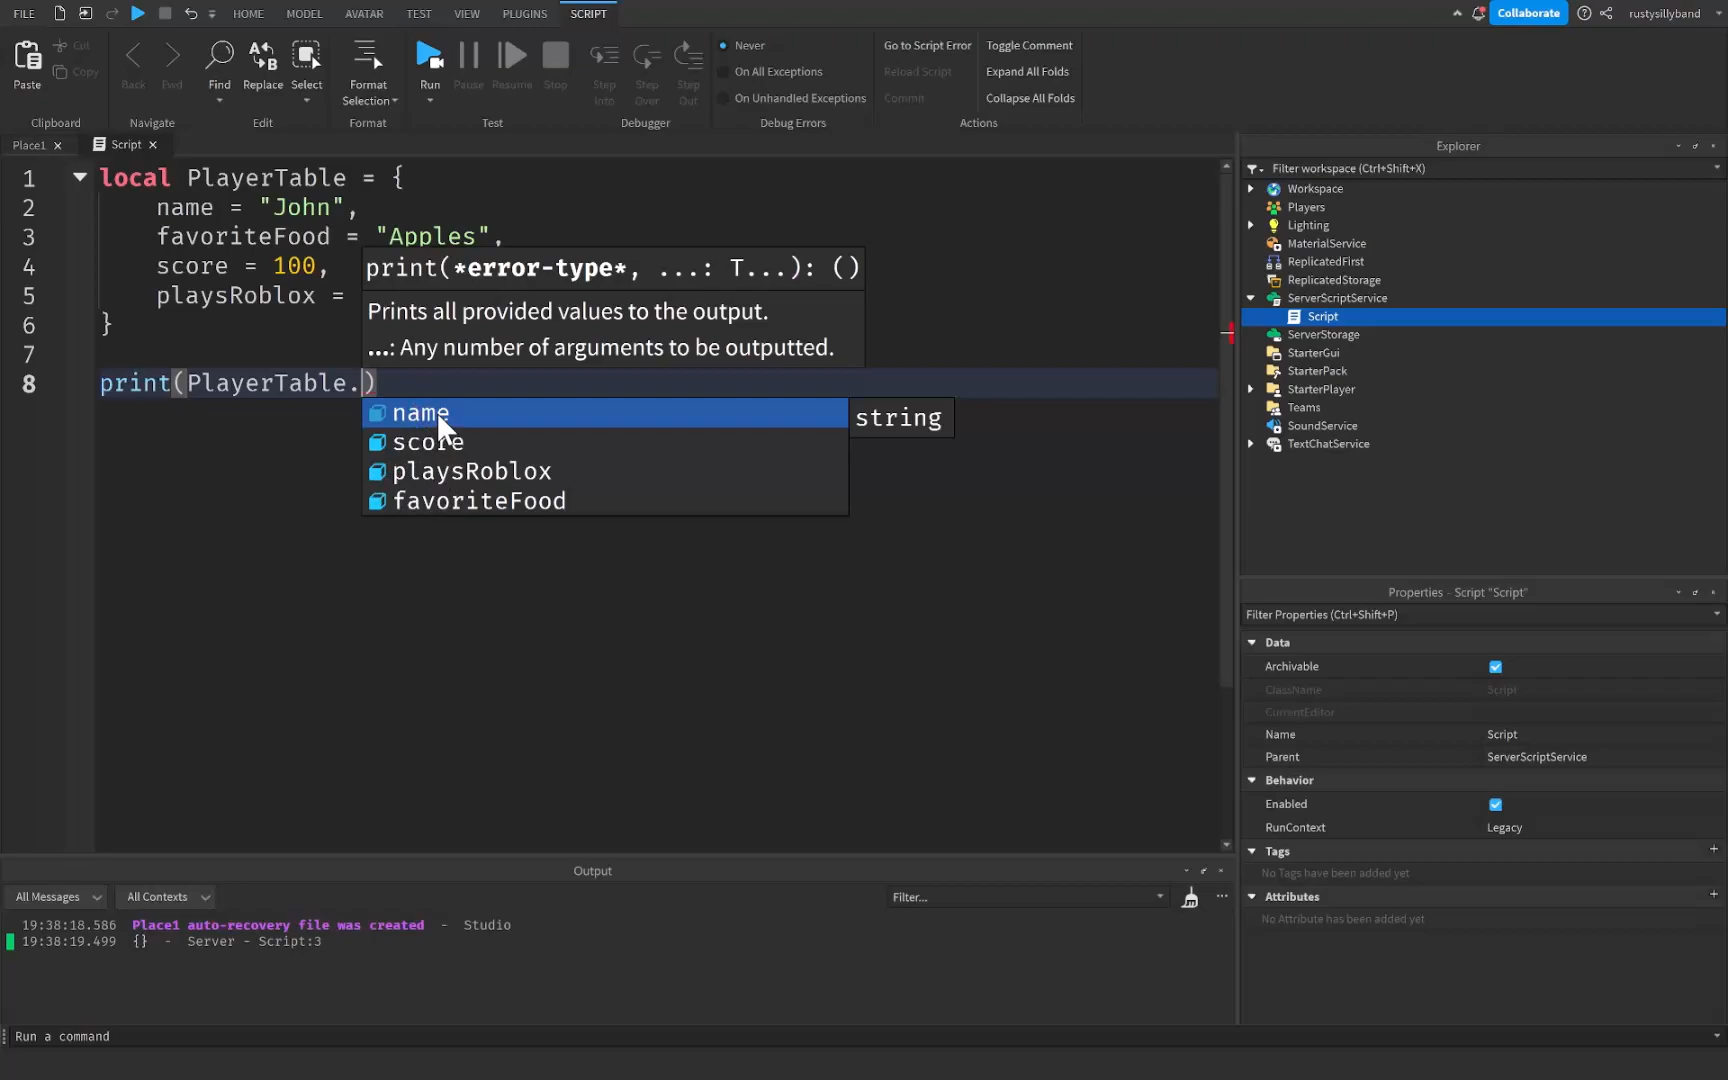 FILE HOME MODEL AVATAR TEST VIEW PLUGINS SCRIPT Collaborate rustysillyband
Paste Cut Copy
Back Fwd
Find Replace Select
Format Selection
Run Pause Resume Stop
Step Into Step Over Step Out
Never
On All Exceptions
On Unhandled Exceptions
Go to Script Error
Reload Script
Commit
Toggle Comment
Expand All Folds
Collapse All Folds
Clipboard Navigate Edit Format Test Debugger Debug Errors Actions
Place1 Script
1 local PlayerTable = {
2 name = "John",
3 favoriteFood = "Apples",
4 score = 100,
5 playsRoblox =
6 }
7
8 print(PlayerTable.)
print(*error-type*, ...: T...): ()
Prints all provided values to the output.
...: Any number of arguments to be outputted.
name string
score
playsRoblox
favoriteFood
Explorer
Filter workspace (Ctrl+Shift+X)
Workspace
Players
Lighting
MaterialService
ReplicatedFirst
ReplicatedStorage
ServerScriptService
Script
ServerStorage
StarterGui
StarterPack
StarterPlayer
Teams
SoundService
TextChatService
Properties - Script "Script"
Filter Properties (Ctrl+Shift+P)
Data
Archivable
ClassName Script
CurrentEditor
Name Script
Parent ServerScriptService
Behavior
Enabled
RunContext Legacy
Tags +
No Tags have been added yet
Attributes +
No Attribute has been added yet
Output
All Messages All Contexts Filter... ...
19:38:18.586 Place1 auto-recovery file was created - Studio
19:38:19.499 {} - Server - Script:3
Run a command